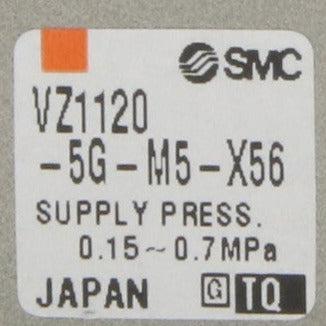 SMC
VZ1120
-5G-M5-X56
SUPPLY PRESS.
0.15~0.7MPa
JAPAN G TQ